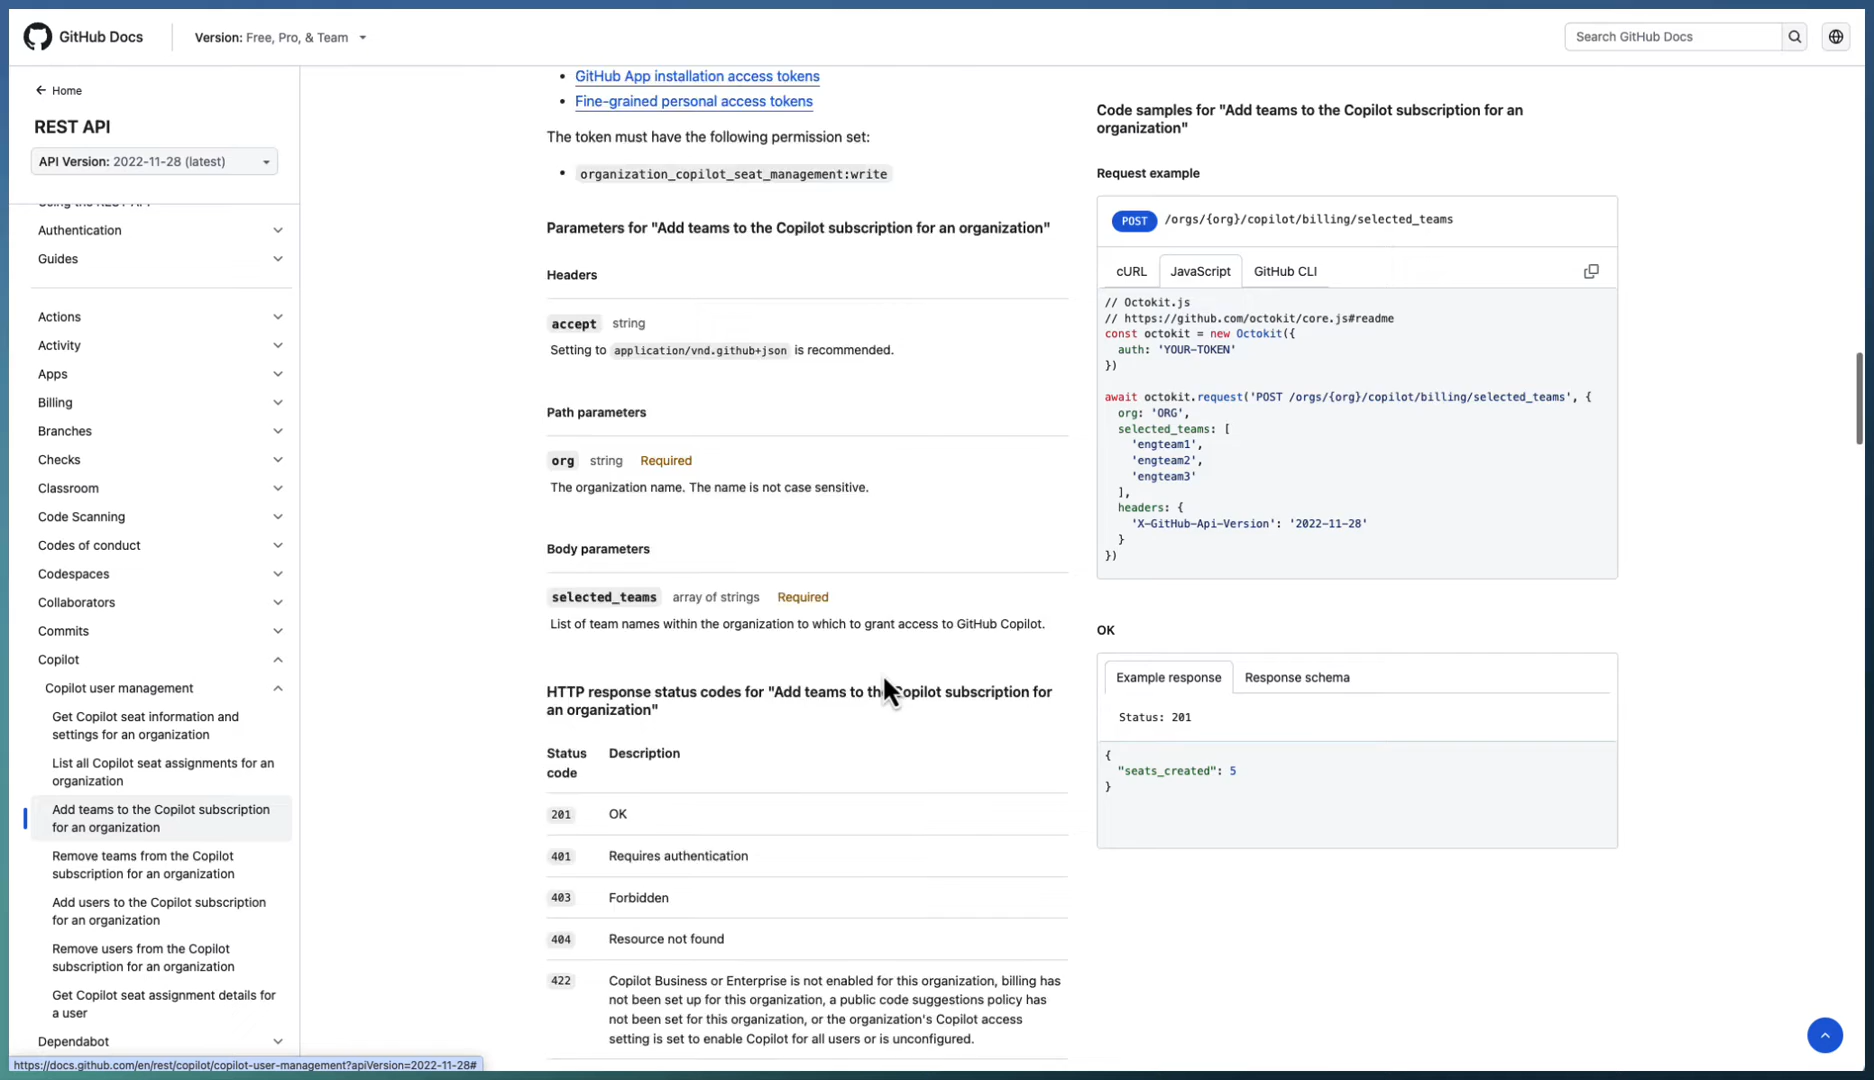 GitHub Docs
Version: Free, Pro, & Team
Search GitHub Docs
Home
REST API
API Version: 2022-11-28 (latest)
Using the REST API
Authentication
Guides
Actions
Activity
Apps
Billing
Branches
Checks
Classroom
Code Scanning
Codes of conduct
Codespaces
Collaborators
Commits
Copilot
Copilot user management
Get Copilot seat information and
settings for an organization
List all Copilot seat assignments for an
organization
Add teams to the Copilot subscription
for an organization
Remove teams from the Copilot
subscription for an organization
Add users to the Copilot subscription
for an organization
Remove users from the Copilot
subscription for an organization
Get Copilot seat assignment details for
a user
Dependabot
https://docs.github.com/en/rest/copilot/copilot-user-management?apiVersion=2022-11-28#
• GitHub App installation access tokens
• Fine-grained personal access tokens
The token must have the following permission set:
• organization_copilot_seat_management:write
Parameters for "Add teams to the Copilot subscription for an organization"
Headers
accept string
Setting to application/vnd.github+json is recommended.
Path parameters
org string Required
The organization name. The name is not case sensitive.
Body parameters
selected_teams array of strings Required
List of team names within the organization to which to grant access to GitHub Copilot.
HTTP response status codes for "Add teams to the Copilot subscription for
an organization"
Status Description
code
201 OK
401 Requires authentication
403 Forbidden
404 Resource not found
422 Copilot Business or Enterprise is not enabled for this organization, billing has
not been set up for this organization, a public code suggestions policy has
not been set for this organization, or the organization's Copilot access
setting is set to enable Copilot for all users or is unconfigured.
Code samples for "Add teams to the Copilot subscription for an
organization"
Request example
POST /orgs/{org}/copilot/billing/selected_teams
cURL JavaScript GitHub CLI
// Octokit.js
// https://github.com/octokit/core.js#readme
const octokit = new Octokit({
auth: 'YOUR-TOKEN'
})
await octokit.request('POST /orgs/{org}/copilot/billing/selected_teams', {
org: 'ORG',
selected_teams: [
'engteam1',
'engteam2',
'engteam3'
],
headers: {
'X-GitHub-Api-Version': '2022-11-28'
}
})
OK
Example response Response schema
Status: 201
{
"seats_created": 5
}